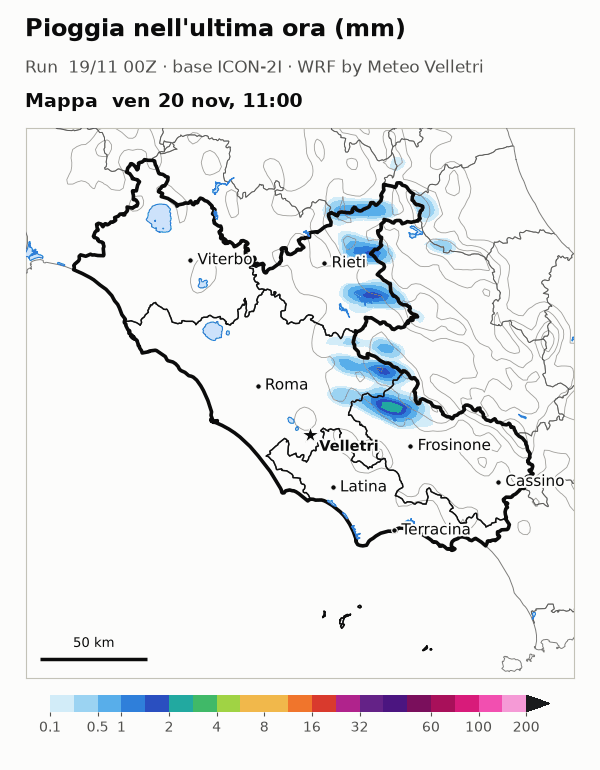 Pioggia nell'ultima ora (mm)
Run  19/11 00Z · base ICON-2I · WRF by Meteo Velletri
Mappa  ven 20 nov, 11:00
Viterbo
Rieti
Roma
Velletri
Frosinone
Cassino
Latina
Terracina
50 km
0.1 0.5 1 2 4 8 16 32 60 100 200